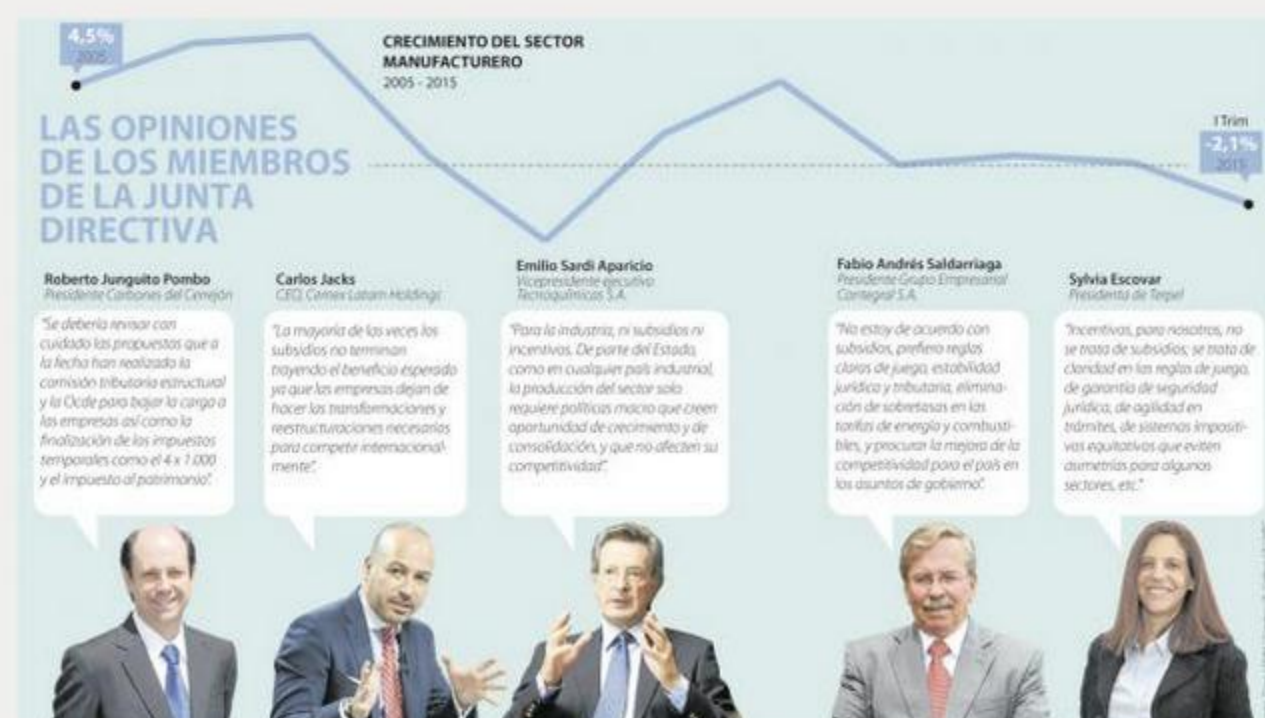 4,5%
2005
CRECIMIENTO DEL SECTOR
MANUFACTURERO
2005 - 2015
I Trim
-2,1%
2015
LAS OPINIONES
DE LOS MIEMBROS
DE LA JUNTA
DIRECTIVA
Roberto Junguito Pombo
Presidente Carbones del Cerrejón
"Se debería revisar con
cuidado las propuestas que a
la fecha han realizado la
comisión tributaria estructural
y la Ocde para bajar la carga a
las empresas así como la
finalización de los impuestos
temporales como el 4 x 1.000
y el impuesto al patrimonio".
Carlos Jacks
CEO Cemex Latam Holdings
"La mayoría de las veces los
subsidios no terminan
trayendo el beneficio esperado
ya que las empresas dejan de
hacer las transformaciones y
reestructuraciones necesarias
para competir internacional-
mente".
Emilio Sardi Aparicio
Vicepresidente ejecutivo
Tecnoquímicas S.A.
"Para la industria, ni subsidios ni
incentivos. De parte del Estado,
como en cualquier país industrial,
la producción del sector solo
requiere políticas macro que creen
oportunidad de crecimiento y de
consolidación, y que no afecten su
competitividad".
Fabio Andrés Saldarriaga
Presidente Grupo Empresarial
Contegral S.A.
"No estoy de acuerdo con
subsidios, prefiero reglas
claras de juego, estabilidad
jurídica y tributaria, elimina-
ción de sobretasas en las
tarifas de energía y combusti-
bles, y procurar la mejora de la
competitividad para el país en
los asuntos de gobierno".
Sylvia Escovar
Presidenta de Terpel
"Incentivos, para nosotros, no
se trata de subsidios; se trata de
claridad en las reglas de juego,
de garantía de seguridad
jurídica, de agilidad en
trámites, de sistemas impositi-
vos equitativos que eviten
asimetrías para algunos
sectores, etc."